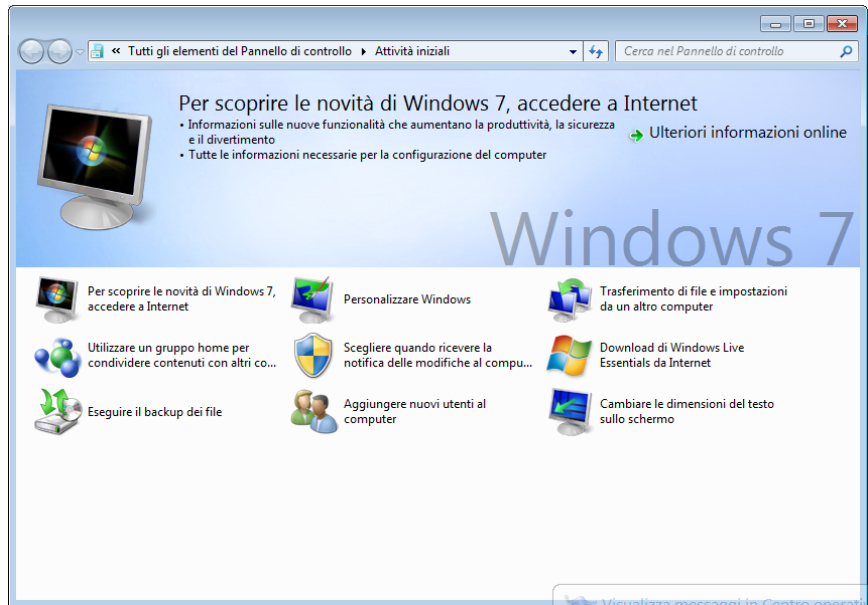 « Tutti gli elementi del Pannello di controllo ▸ Attività iniziali
Cerca nel Pannello di controllo
Per scoprire le novità di Windows 7, accedere a Internet
• Informazioni sulle nuove funzionalità che aumentano la produttività, la sicurezza
e il divertimento
• Tutte le informazioni necessarie per la configurazione del computer
Ulteriori informazioni online
Windows 7
Per scoprire le novità di Windows 7,
accedere a Internet
Personalizzare Windows
Trasferimento di file e impostazioni
da un altro computer
Utilizzare un gruppo home per
condividere contenuti con altri co...
Scegliere quando ricevere la
notifica delle modifiche al compu...
Download di Windows Live
Essentials da Internet
Eseguire il backup dei file
Aggiungere nuovi utenti al
computer
Cambiare le dimensioni del testo
sullo schermo
Visualizza messaggi in Centro operati